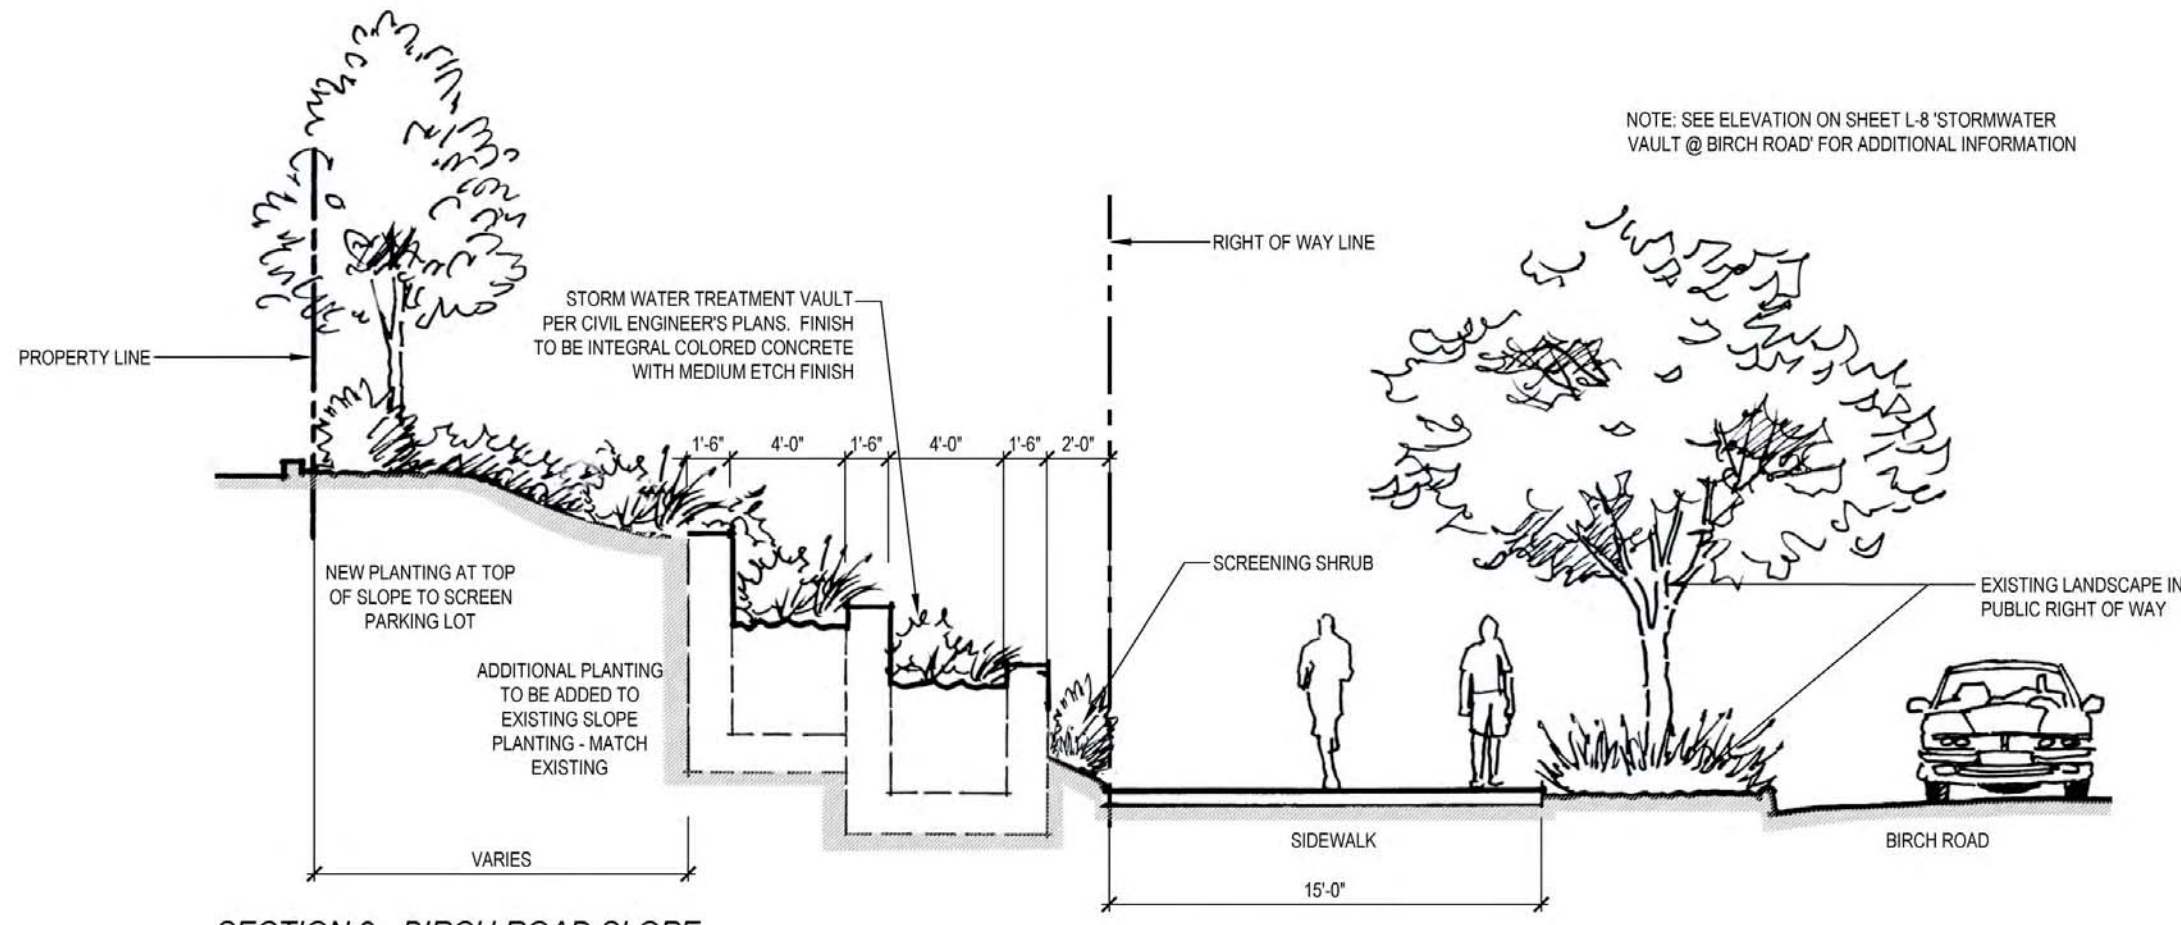 NOTE: SEE ELEVATION ON SHEET L-8 'STORMWATER
VAULT @ BIRCH ROAD' FOR ADDITIONAL INFORMATION
RIGHT OF WAY LINE
STORM WATER TREATMENT VAULT
PER CIVIL ENGINEER'S PLANS. FINISH
TO BE INTEGRAL COLORED CONCRETE
WITH MEDIUM ETCH FINISH
PROPERTY LINE
1'-6" 4'-0" 1'-6" 4'-0" 1'-6" 2'-0"
NEW PLANTING AT TOP
OF SLOPE TO SCREEN
PARKING LOT
SCREENING SHRUB
EXISTING LANDSCAPE IN
PUBLIC RIGHT OF WAY
ADDITIONAL PLANTING
TO BE ADDED TO
EXISTING SLOPE
PLANTING - MATCH
EXISTING
SIDEWALK
BIRCH ROAD
VARIES
15'-0"
BIRCH ROAD SLOPE